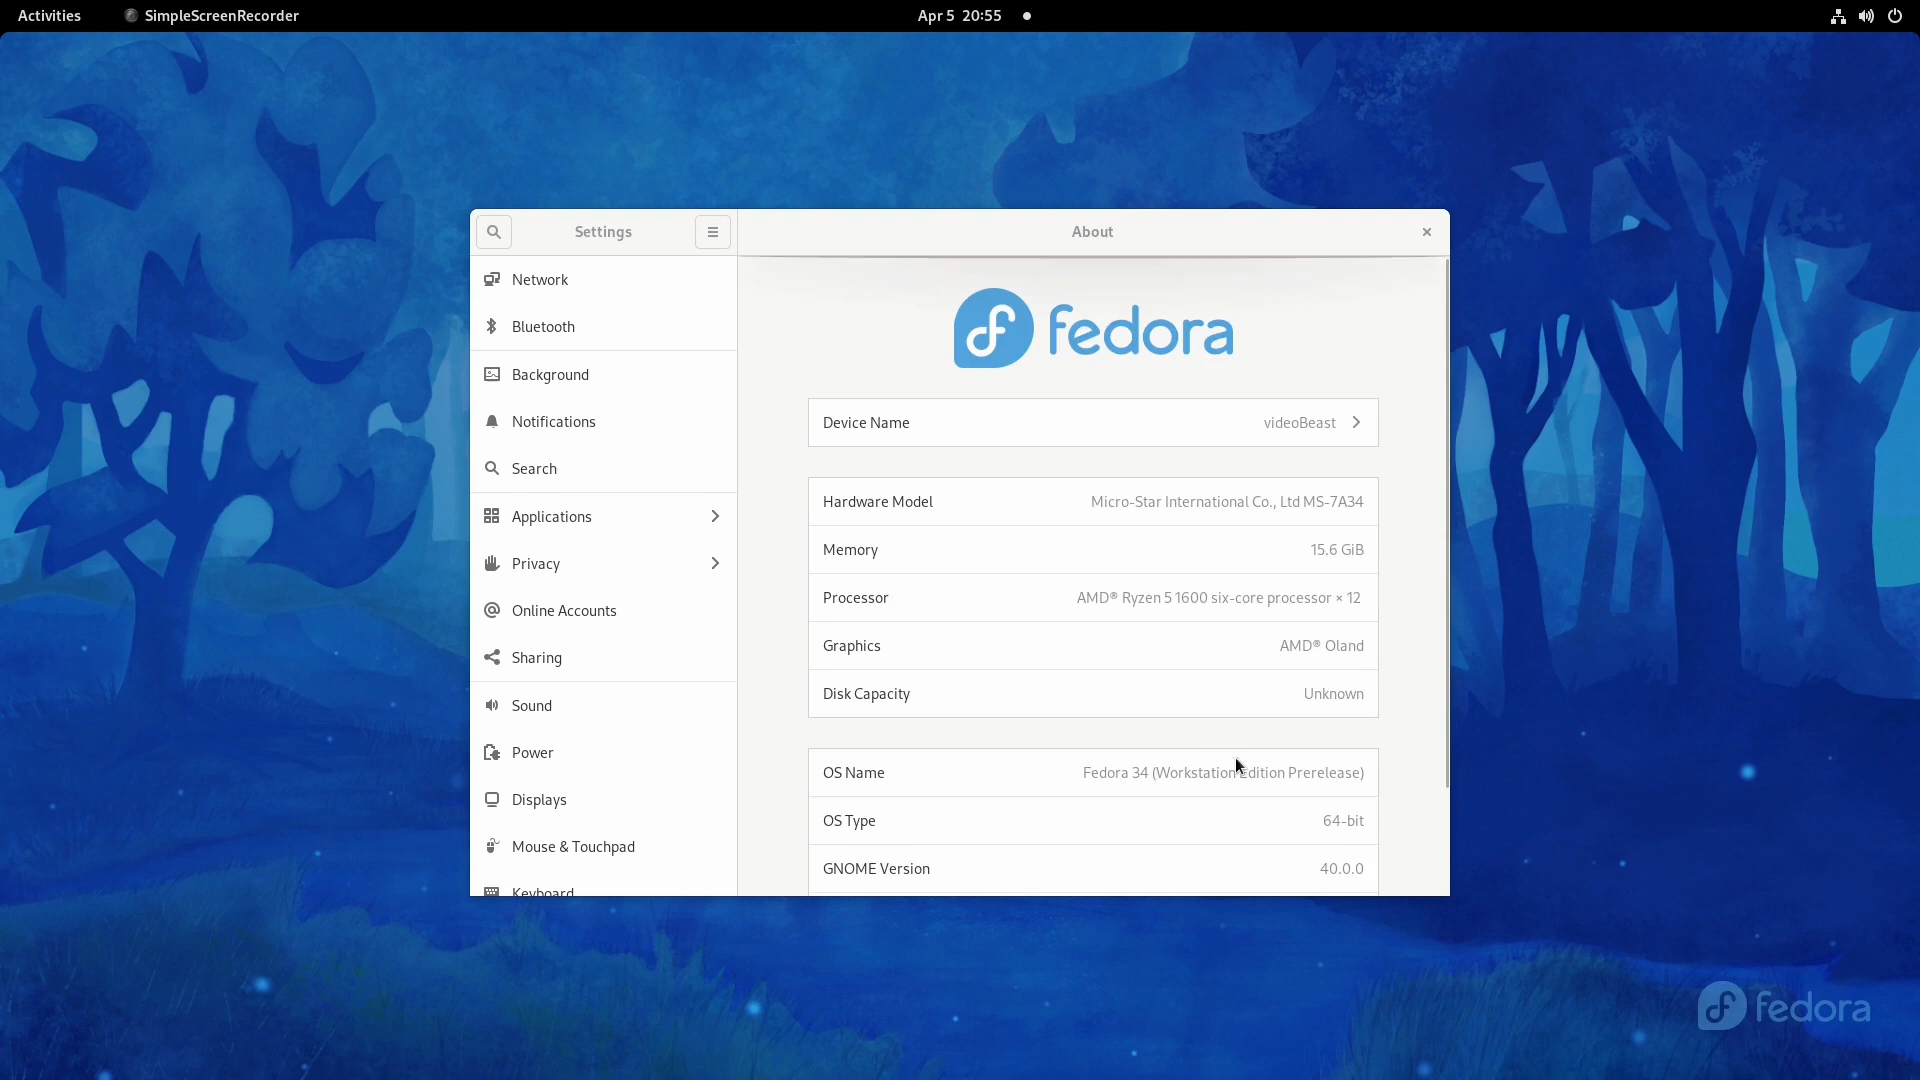 Activities SimpleScreenRecorder Apr 5 20:55
Settings About
Network
Bluetooth
Background
Notifications
Search
Applications
Privacy
Online Accounts
Sharing
Sound
Power
Displays
Mouse & Touchpad
Keyboard
fedora
Device Name videoBeast
Hardware Model Micro-Star International Co., Ltd MS-7A34
Memory 15.6 GiB
Processor AMD® Ryzen 5 1600 six-core processor × 12
Graphics AMD® Oland
Disk Capacity Unknown
OS Name Fedora 34 (Workstation Edition Prerelease)
OS Type 64-bit
GNOME Version 40.0.0
fedora